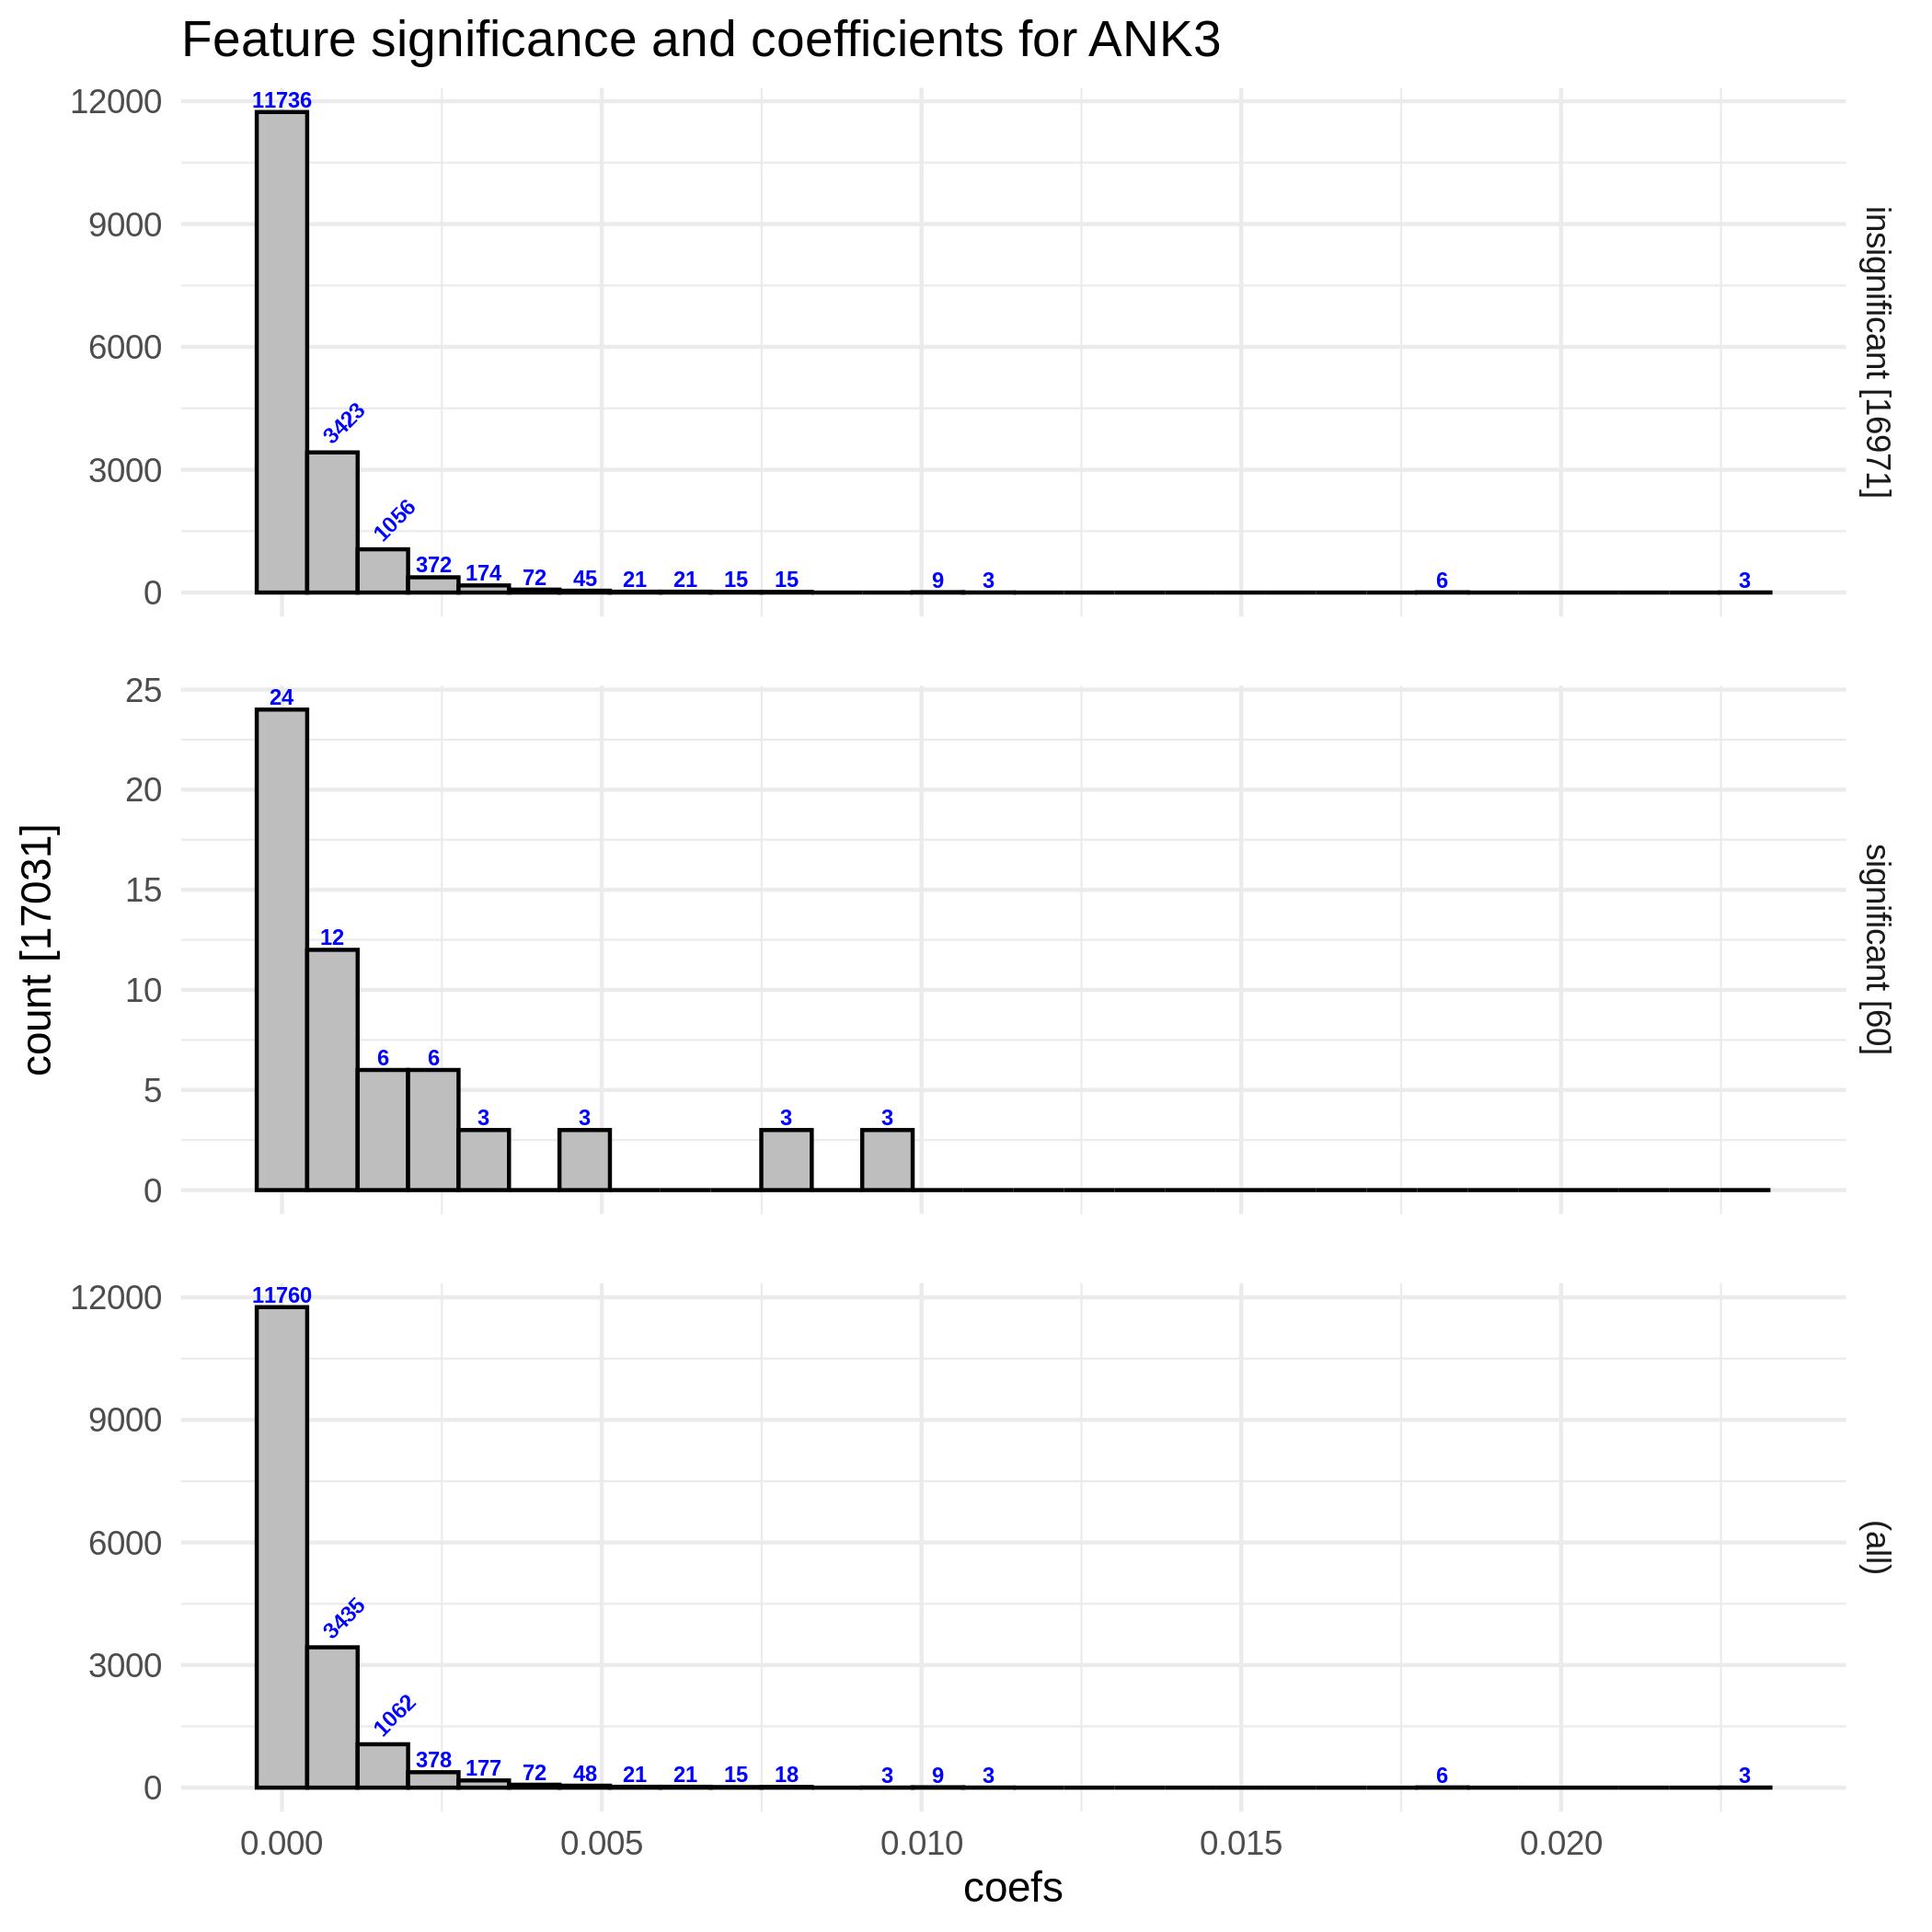 Feature significance and coefficients for ANK3
count [17031]
12000
9000
6000
3000
0
11736
3423
1056
372 174 72 45 21 21 15 15 9 3 6 3
insignificant [16971]
25
20
15
10
5
0
24
12
6 6
3 3 3 3
significant [60]
12000
9000
6000
3000
0
11760
3435
1062
378 177 72 48 21 21 15 18 3 9 3 6 3
(all)
0.000 0.005 0.010 0.015 0.020
coefs